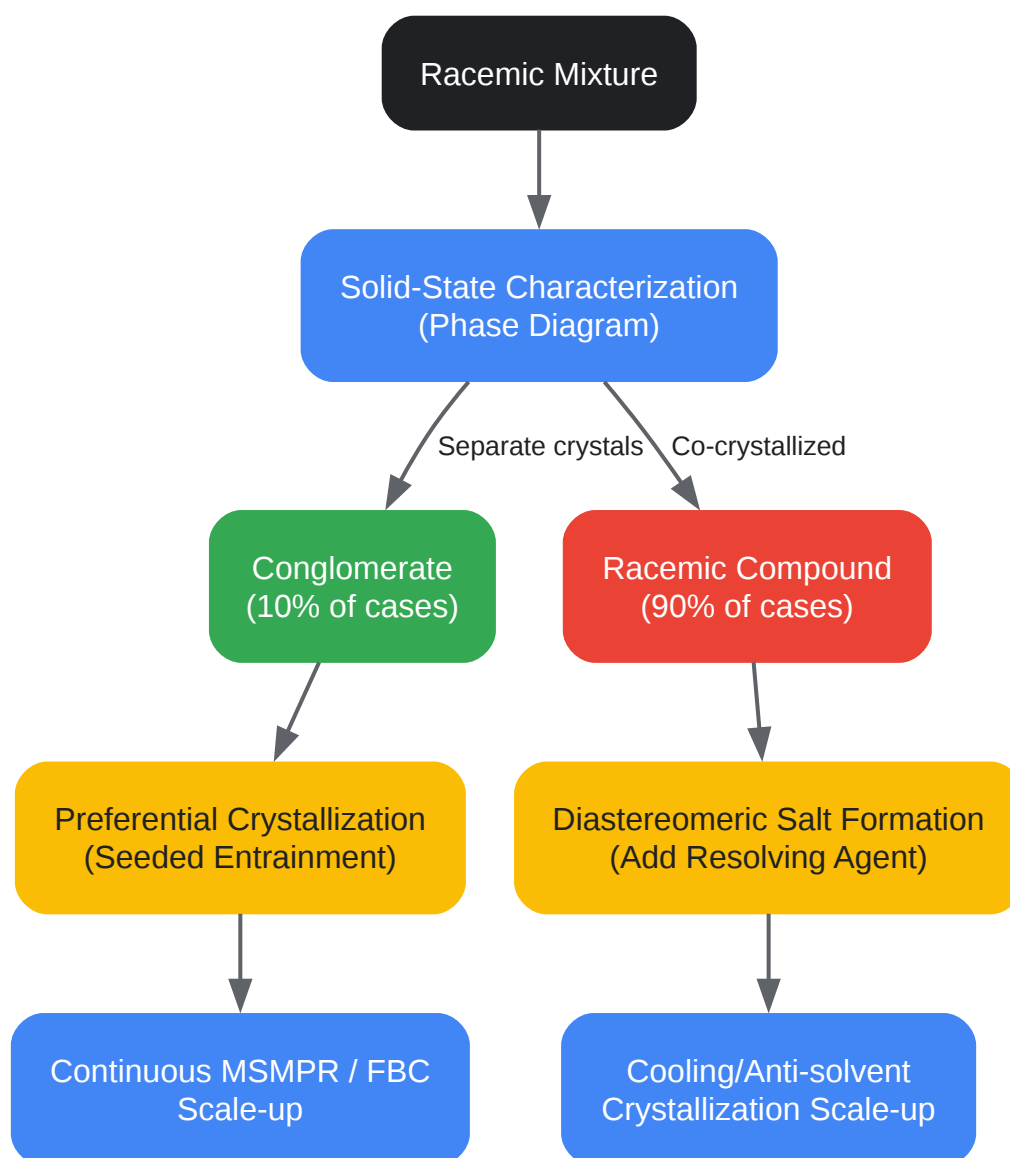 Racemic Mixture
Solid-State Characterization
(Phase Diagram)
Separate crystals
Co-crystallized
Conglomerate
(10% of cases)
Racemic Compound
(90% of cases)
Preferential Crystallization
(Seeded Entrainment)
Diastereomeric Salt Formation
(Add Resolving Agent)
Continuous MSMPR / FBC
Scale-up
Cooling/Anti-solvent
Crystallization Scale-up